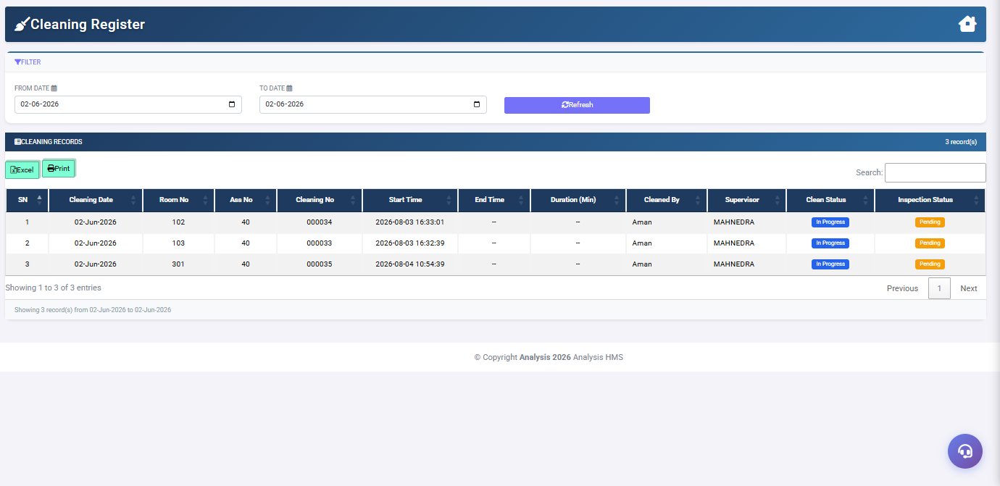 Cleaning Register
FILTER
FROM DATE TO DATE
02-06-2026 02-06-2026 Refresh
CLEANING RECORDS 3 record(s)
Excel Print Search:
SN Cleaning Date Room No Ass No Cleaning No Start Time End Time Duration (Min) Cleaned By Supervisor Clean Status Inspection Status
1 02-Jun-2026 102 40 000034 2026-08-03 16:33:01 -- -- Aman MAHNEDRA In Progress Pending
2 02-Jun-2026 103 40 000033 2026-08-03 16:32:39 -- -- Aman MAHNEDRA In Progress Pending
3 02-Jun-2026 301 40 000035 2026-08-04 10:54:39 -- -- Aman MAHNEDRA In Progress Pending
Showing 1 to 3 of 3 entries Previous 1 Next
Showing 3 record(s) from 02-Jun-2026 to 02-Jun-2026
© Copyright Analysis 2026 Analysis HMS